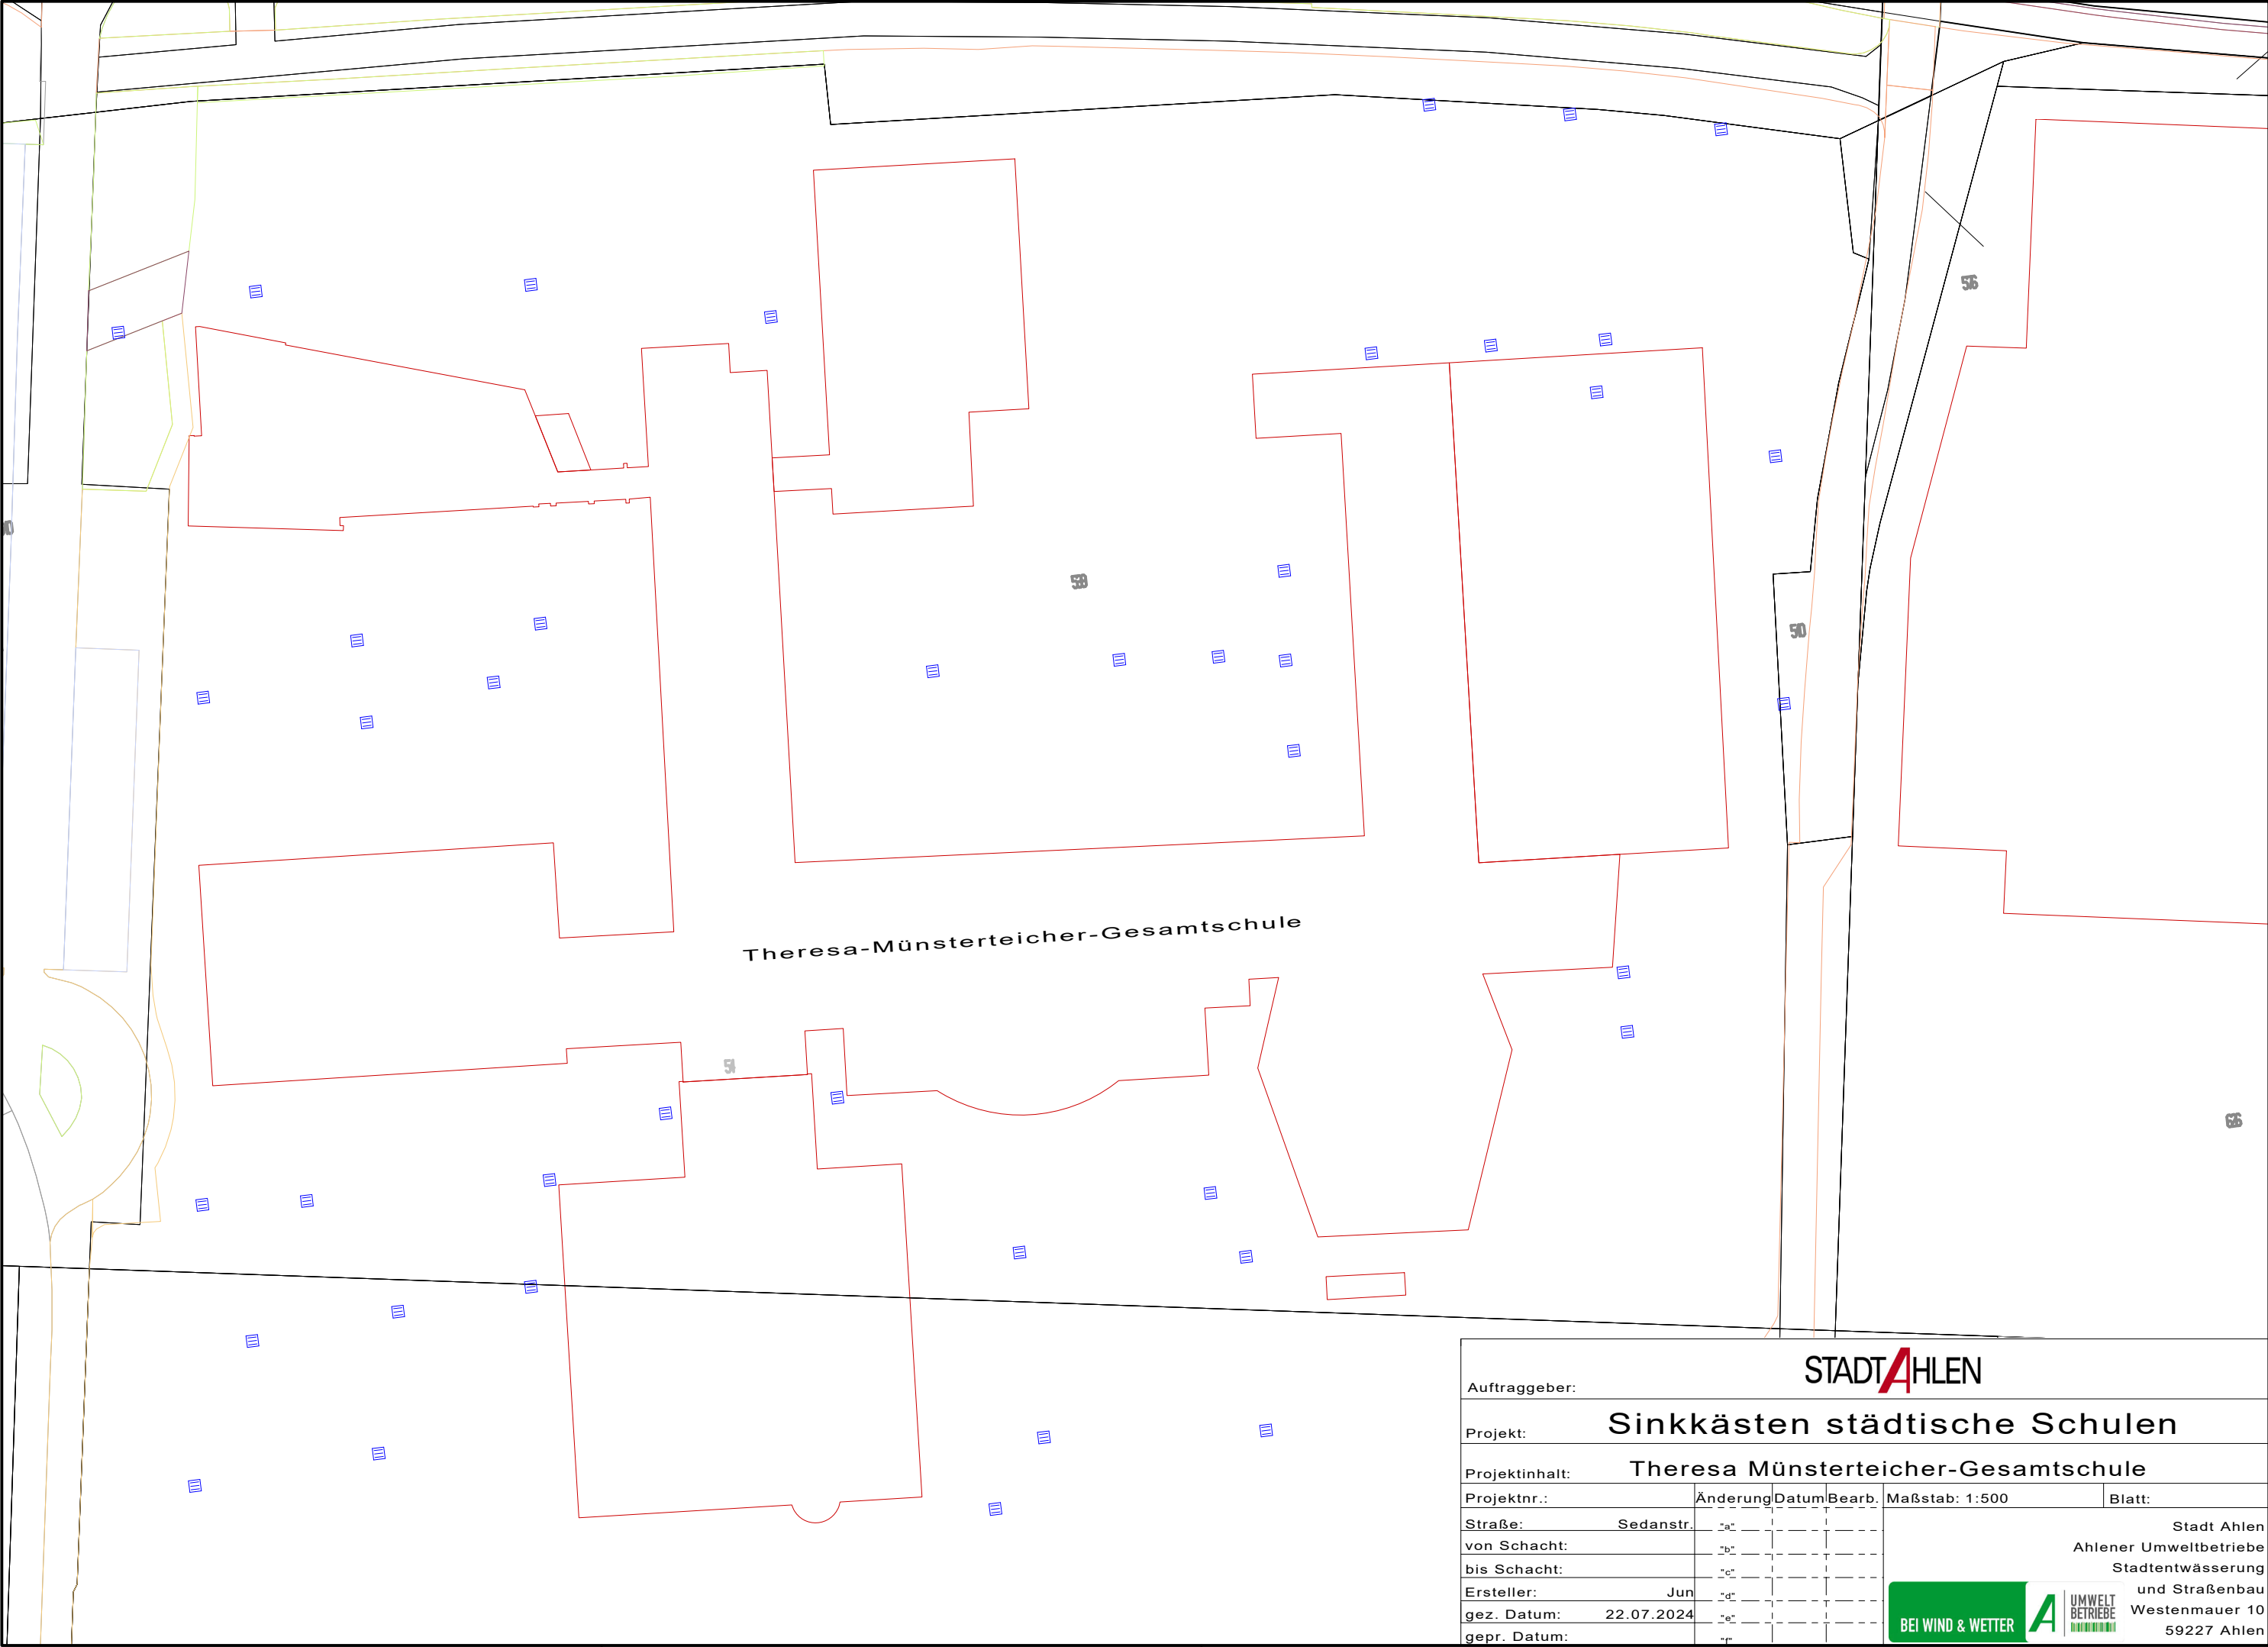 Theresa-Münsterteicher-Gesamtschule
Auftraggeber:
STADT AHLEN
Projekt: Sinkkästen städtische Schulen
Projektinhalt: Theresa Münsterteicher-Gesamtschule
Projektnr.: Änderung Datum Bearb. Maßstab: 1:500 Blatt:
Straße: Sedanstr. "a"
von Schacht: "b"
bis Schacht: "c"
Ersteller: Jun "d"
gez. Datum: 22.07.2024 "e"
gepr. Datum: "f"
Stadt Ahlen
Ahlener Umweltbetriebe
Stadtentwässerung
und Straßenbau
Westenmauer 10
59227 Ahlen
BEI WIND & WETTER
A
UMWELT
BETRIEBE